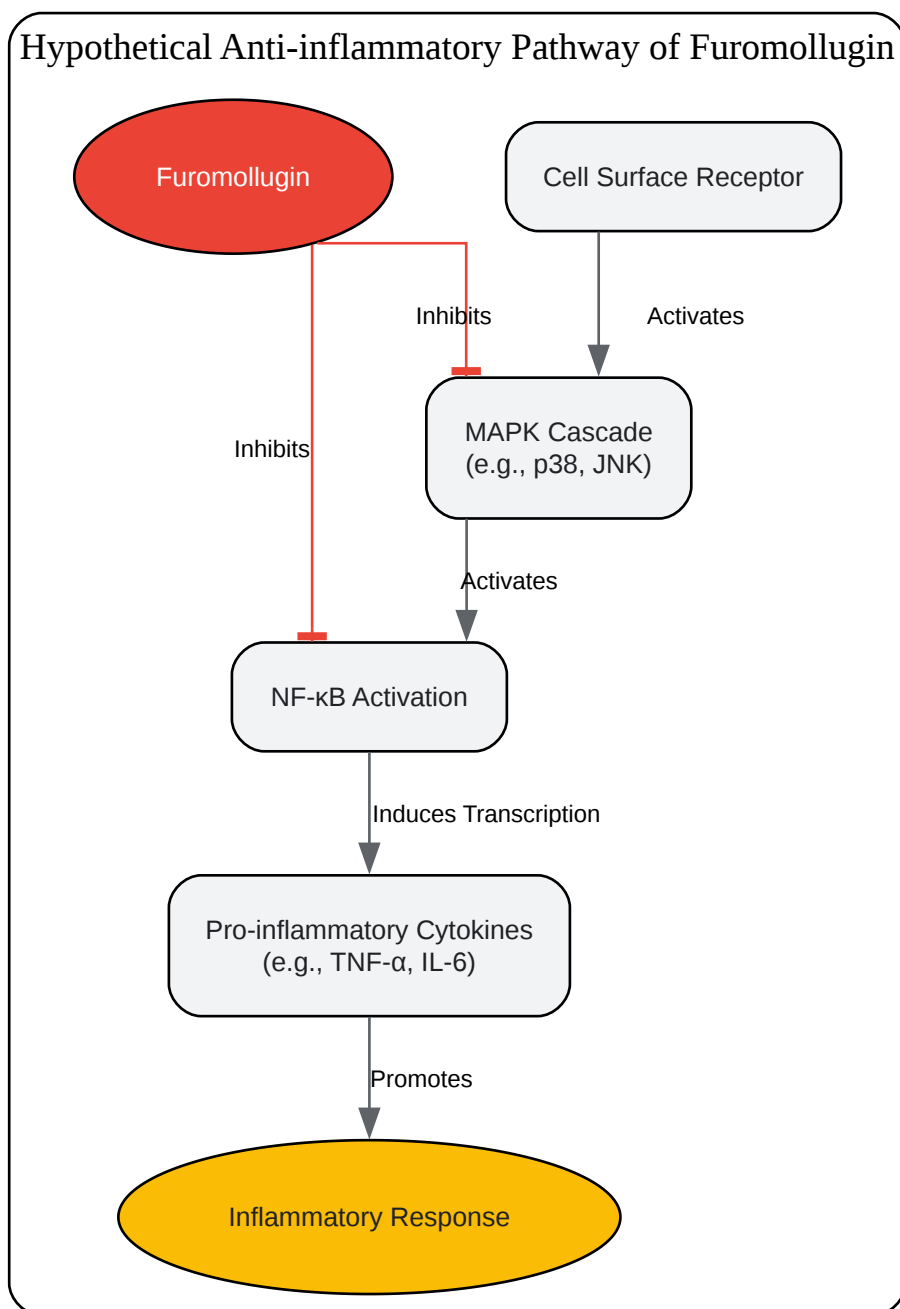 Hypothetical Anti-inflammatory Pathway of Furomollugin
Furomollugin
Cell Surface Receptor
Inhibits
Activates
MAPK Cascade
(e.g., p38, JNK)
Inhibits
Activates
NF-κB Activation
Induces Transcription
Pro-inflammatory Cytokines
(e.g., TNF-α, IL-6)
Promotes
Inflammatory Response